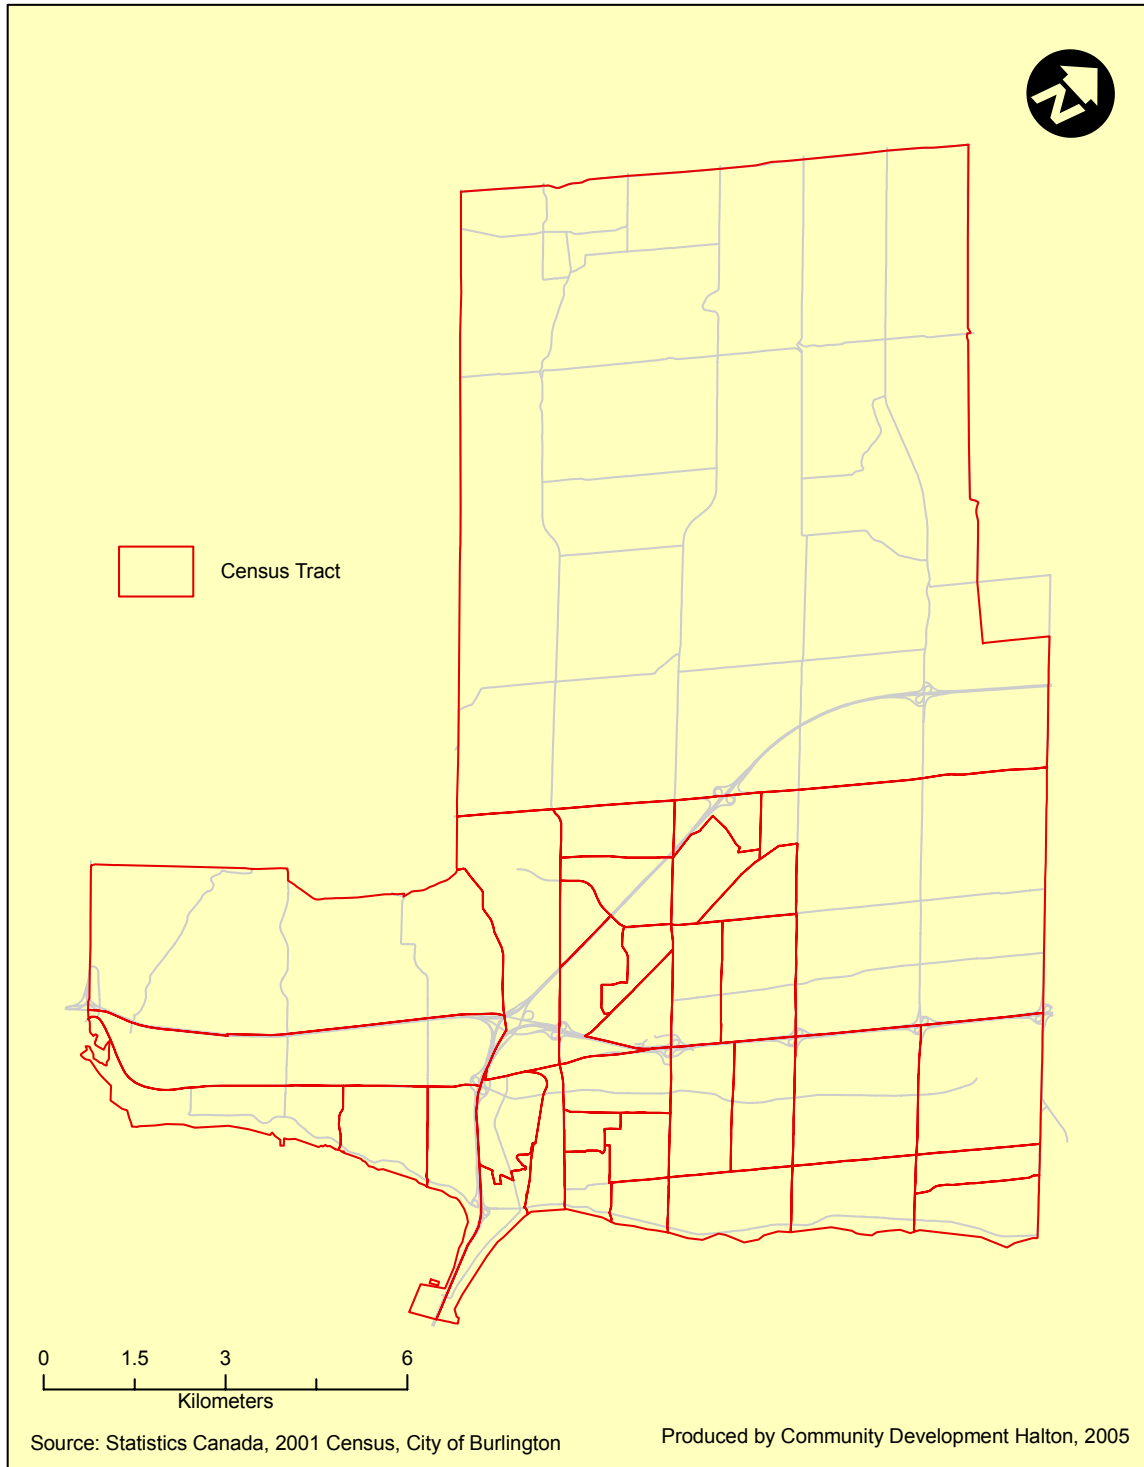 N
Census Tract
0 1.5 3 6
Kilometers
Source: Statistics Canada, 2001 Census, City of Burlington
Produced by Community Development Halton, 2005